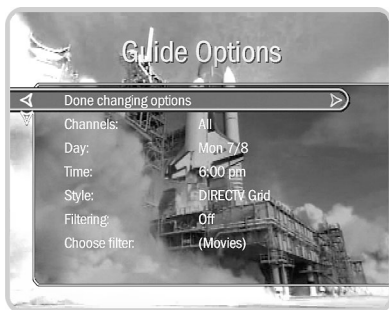 Guide Options
Done changing options
Channels: All
Day: Mon 7/8
Time: 6:00 pm
Style: DIRECTV Grid
Filtering: Off
Choose filter: (Movies)